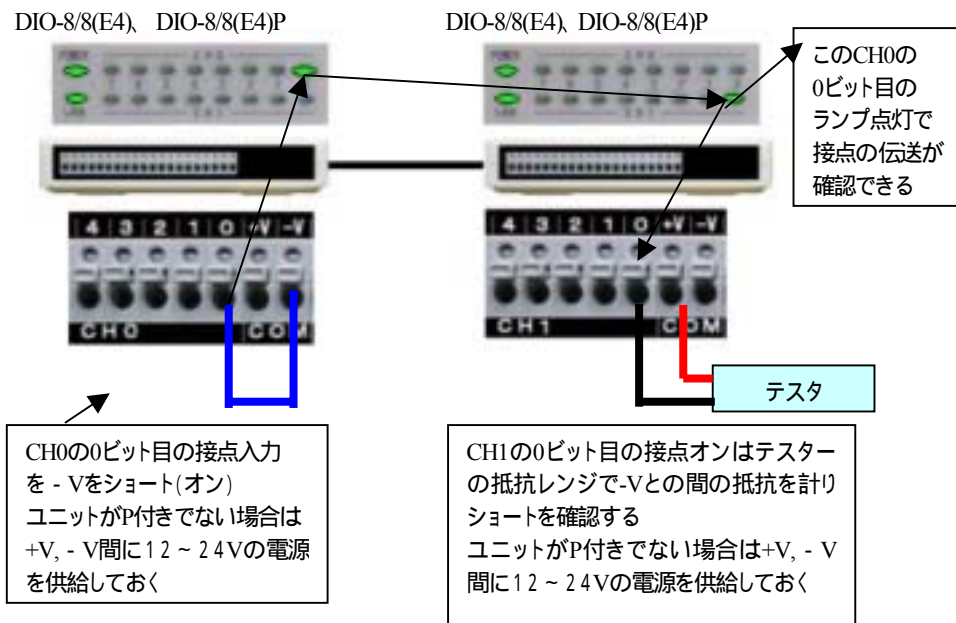 DIO-8/8(E4)、 DIO-8/8(E4)P
DIO-8/8(E4)、DIO-8/8(E4)P
POWER
CH0
LAN
CH1
POWER
CH0
LAN
CH1
このCH0の
0ビット目の
ランプ点灯で
接点の伝送が
確認できる
4 3 2 1 0 +V -V
CH0 COM
4 3 2 1 0 +V -V
CH1 COM
テスタ
CH0の0ビット目の接点入力
を - Vをショート(オン)
ユニットがP付きでない場合は
+V, - V間に12~24Vの電源
を供給しておく
CH1の0ビット目の接点オンはテスター
の抵抗レンジで-Vとの間の抵抗を計り
ショートを確認する
ユニットがP付きでない場合は+V, - V
間に12~24Vの電源を供給しておく